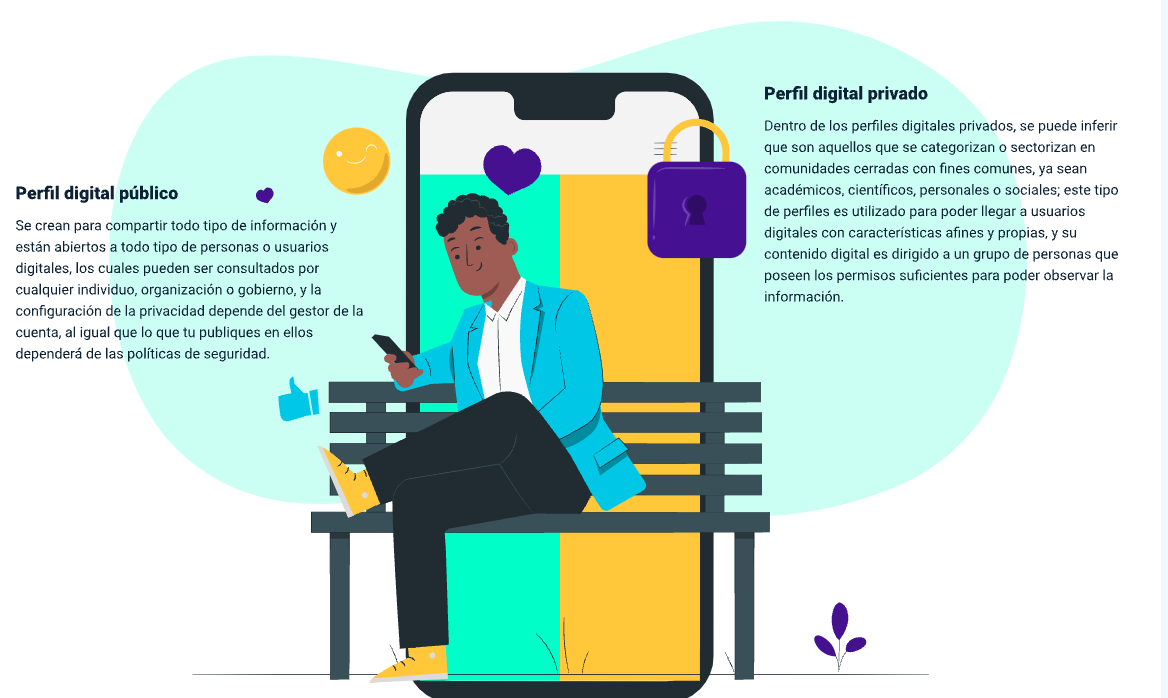 Perfil digital público
Se crean para compartir todo tipo de información y
están abiertos a todo tipo de personas o usuarios
digitales, los cuales pueden ser consultados por
cualquier individuo, organización o gobierno, y la
configuración de la privacidad depende del gestor de la
cuenta, al igual que lo que tu publiques en ellos
dependerá de las políticas de seguridad.
Perfil digital privado
Dentro de los perfiles digitales privados, se puede inferir
que son aquellos que se categorizan o sectorizan en
comunidades cerradas con fines comunes, ya sean
académicos, científicos, personales o sociales; este tipo
de perfiles es utilizado para poder llegar a usuarios
digitales con características afines y propias, y su
contenido digital es dirigido a un grupo de personas que
poseen los permisos suficientes para poder observar la
información.